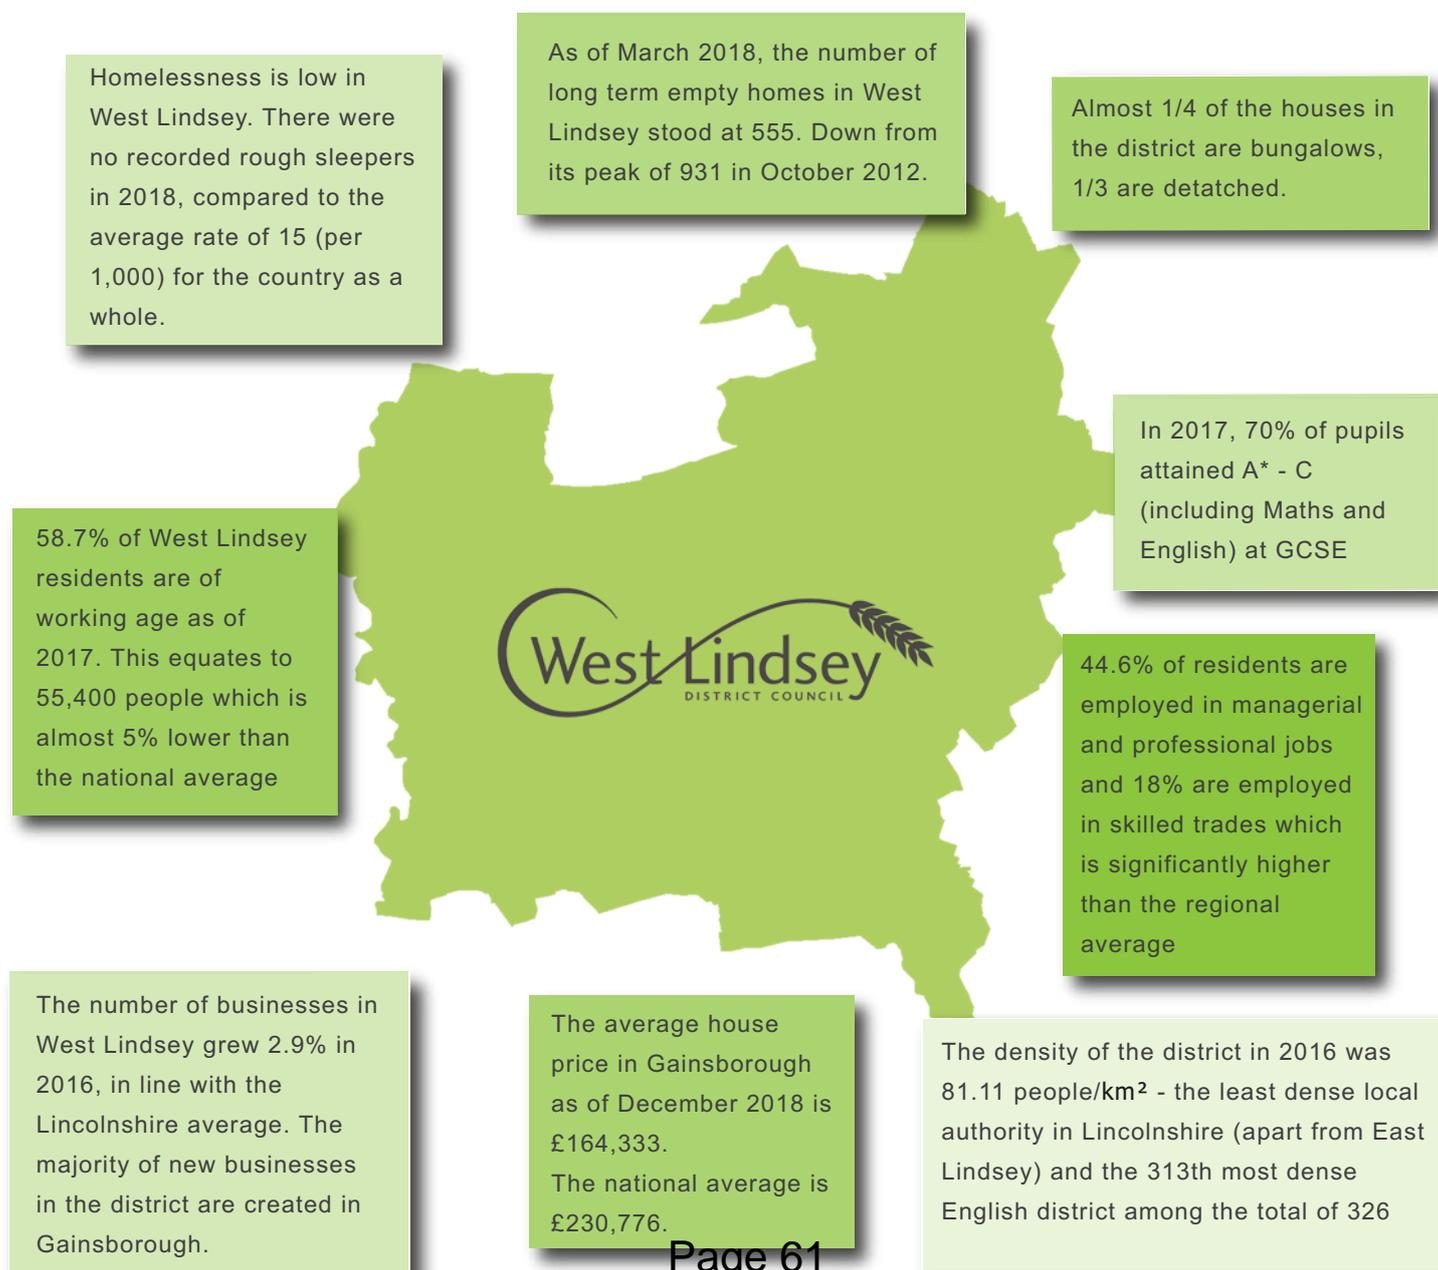 Homelessness is low in
West Lindsey. There were
no recorded rough sleepers
in 2018, compared to the
average rate of 15 (per
1,000) for the country as a
whole.
As of March 2018, the number of
long term empty homes in West
Lindsey stood at 555. Down from
its peak of 931 in October 2012.
Almost 1/4 of the houses in
the district are bungalows,
1/3 are detatched.
In 2017, 70% of pupils
attained A* - C
(including Maths and
English) at GCSE
58.7% of West Lindsey
residents are of
working age as of
2017. This equates to
55,400 people which is
almost 5% lower than
the national average
West Lindsey
DISTRICT COUNCIL
44.6% of residents are
employed in managerial
and professional jobs
and 18% are employed
in skilled trades which
is significantly higher
than the regional
average
The number of businesses in
West Lindsey grew 2.9% in
2016, in line with the
Lincolnshire average. The
majority of new businesses
in the district are created in
Gainsborough.
The average house
price in Gainsborough
as of December 2018 is
£164,333.
The national average is
£230,776.
The density of the district in 2016 was
81.11 people/km² - the least dense local
authority in Lincolnshire (apart from East
Lindsey) and the 313th most dense
English district among the total of 326
Page 61